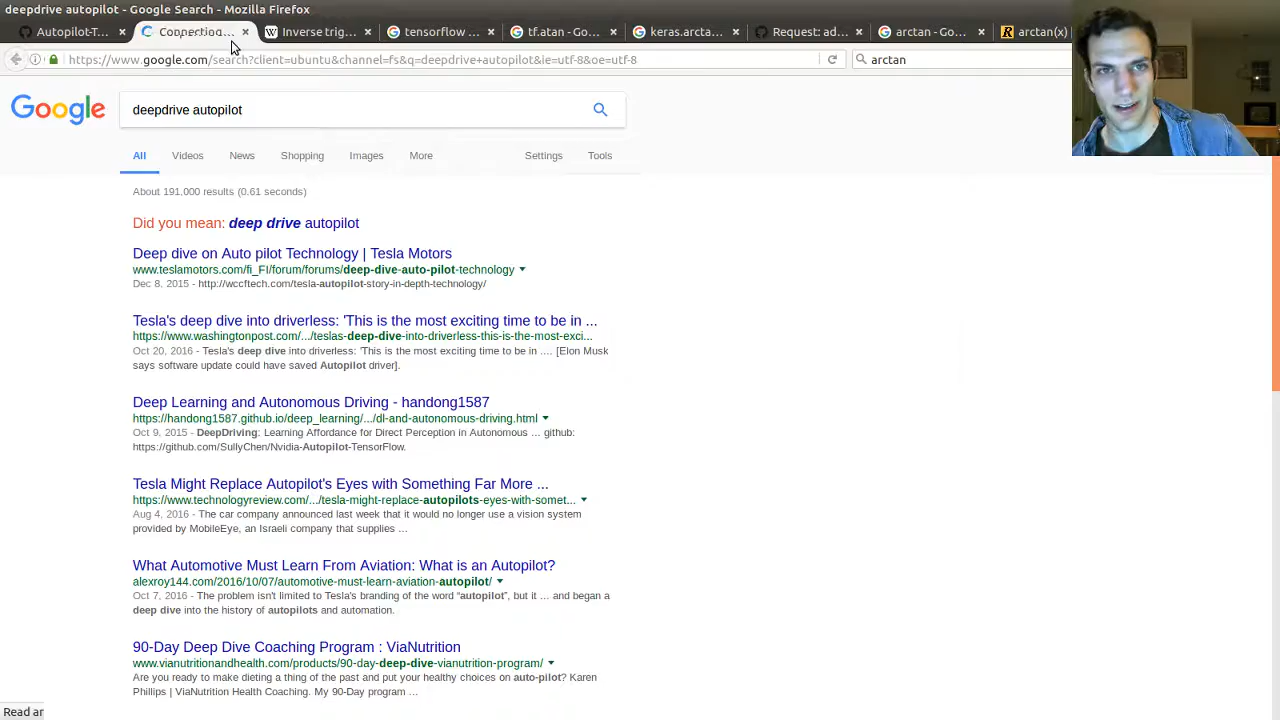 deepdrive autopilot - Google Search - Mozilla Firefox
Autopilot-T... × Connecting... × Inverse trig... × tensorflow ... × tf.atan - Go... × keras.arcta... × Request: ad... × arctan - Go... × arctan(x)
https://www.google.com/search?client=ubuntu&channel=fs&q=deepdrive+autopilot&ie=utf-8&oe=utf-8
arctan
Google
deepdrive autopilot
All Videos News Shopping Images More Settings Tools
About 191,000 results (0.61 seconds)
Did you mean: deep drive autopilot
Deep dive on Auto pilot Technology | Tesla Motors
www.teslamotors.com/fi_FI/forum/forums/deep-dive-auto-pilot-technology
Dec 8, 2015 - http://wccftech.com/tesla-autopilot-story-in-depth-technology/
Tesla's deep dive into driverless: 'This is the most exciting time to be in ...
https://www.washingtonpost.com/.../teslas-deep-dive-into-driverless-this-is-the-most-exci...
Oct 20, 2016 - Tesla's deep dive into driverless: 'This is the most exciting time to be in .... [Elon Musk
says software update could have saved Autopilot driver].
Deep Learning and Autonomous Driving - handong1587
https://handong1587.github.io/deep_learning/.../dl-and-autonomous-driving.html
Oct 9, 2015 - DeepDriving: Learning Affordance for Direct Perception in Autonomous ... github:
https://github.com/SullyChen/Nvidia-Autopilot-TensorFlow.
Tesla Might Replace Autopilot's Eyes with Something Far More ...
https://www.technologyreview.com/.../tesla-might-replace-autopilots-eyes-with-somet...
Aug 4, 2016 - The car company announced last week that it would no longer use a vision system
provided by MobileEye, an Israeli company that supplies ...
What Automotive Must Learn From Aviation: What is an Autopilot?
alexroy144.com/2016/10/07/automotive-must-learn-aviation-autopilot/
Oct 7, 2016 - The problem isn't limited to Tesla's branding of the word “autopilot”, but it ... and began a
deep dive into the history of autopilots and automation.
90-Day Deep Dive Coaching Program : ViaNutrition
www.vianutritionandhealth.com/products/90-day-deep-dive-vianutrition-program/
Are you ready to make dieting a thing of the past and put your healthy choices on auto-pilot? Karen
Phillips | ViaNutrition Health Coaching. My 90-Day program ...
Read ar